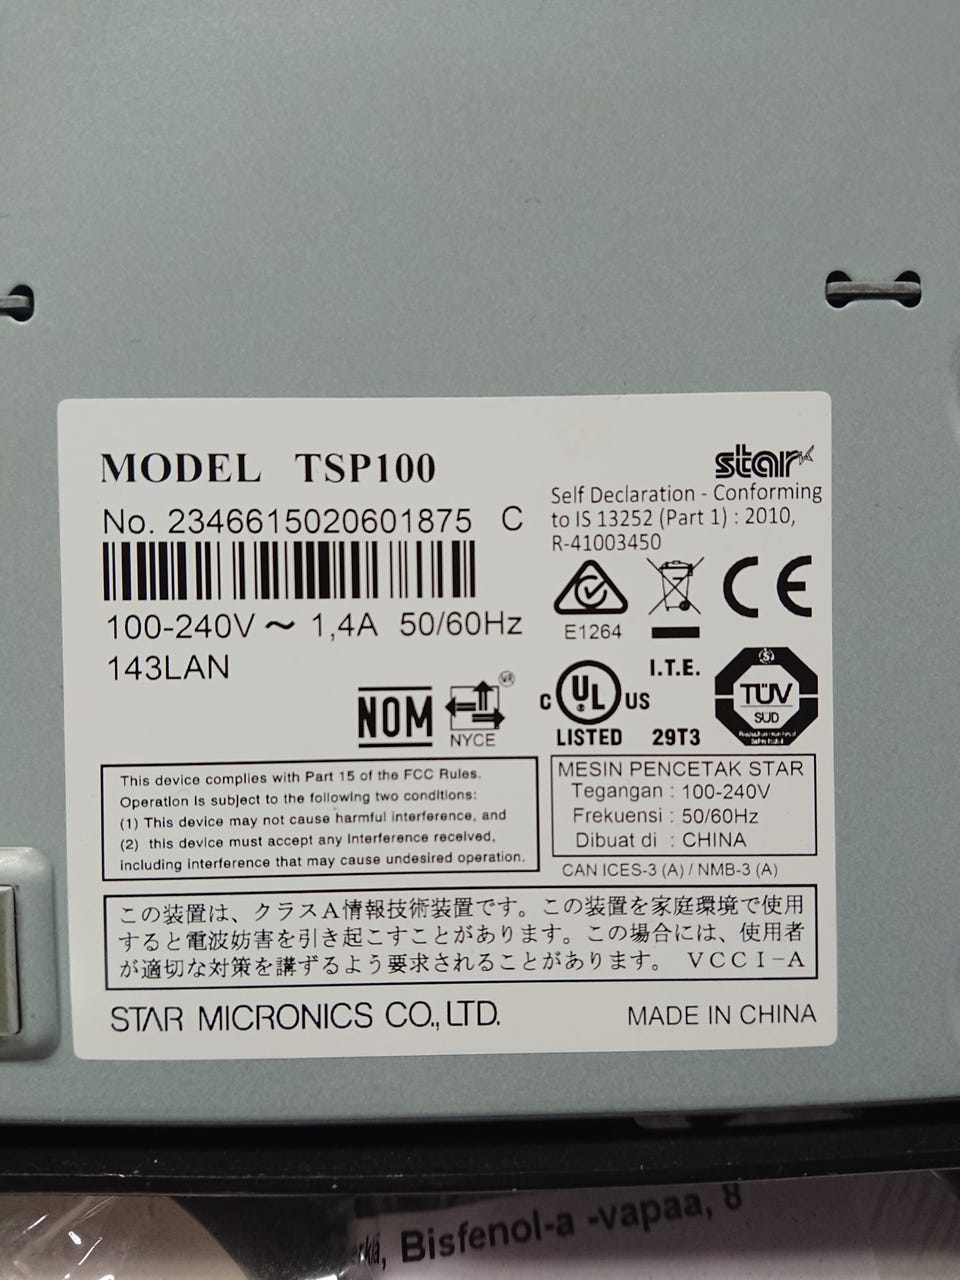 MODEL TSP100
star
No. 2346615020601875 C
Self Declaration - Conforming
to IS 13252 (Part 1) : 2010,
R-41003450
100-240V ~ 1,4A 50/60Hz
E1264
CE
143LAN
NOM
NYCE
C UL US
LISTED
I.T.E.
29T3
TÜV
SÜD
This device complies with Part 15 of the FCC Rules.
Operation is subject to the following two conditions:
(1) This device may not cause harmful interference, and
(2) this device must accept any Interference received,
including interference that may cause undesired operation.
MESIN PENCETAK STAR
Tegangan : 100-240V
Frekuensi : 50/60Hz
Dibuat di : CHINA
CAN ICES-3 (A) / NMB-3 (A)
この装置は、クラスA情報技術装置です。この装置を家庭環境で使用
すると電波妨害を引き起こすことがあります。この場合には、使用者
が適切な対策を講ずるよう要求されることがあります。 VCCI-A
STAR MICRONICS CO., LTD.
MADE IN CHINA
Bisfenol-a -vapaa, 8